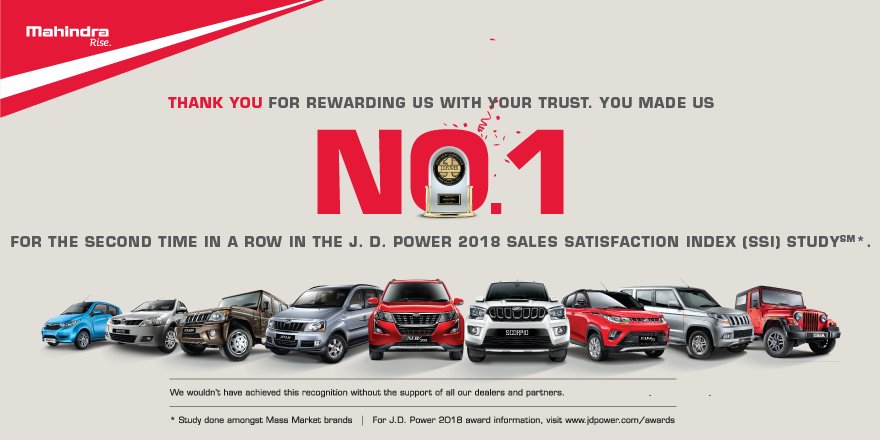 Mahindra
Rise.
THANK YOU FOR REWARDING US WITH YOUR TRUST. YOU MADE US
NO.1
FOR THE SECOND TIME IN A ROW IN THE J. D. POWER 2018 SALES SATISFACTION INDEX (SSI) STUDY℠*.
SCORPIO
We wouldn't have achieved this recognition without the support of all our dealers and partners.
* Study done amongst Mass Market brands | For J.D. Power 2018 award information, visit www.jdpower.com/awards